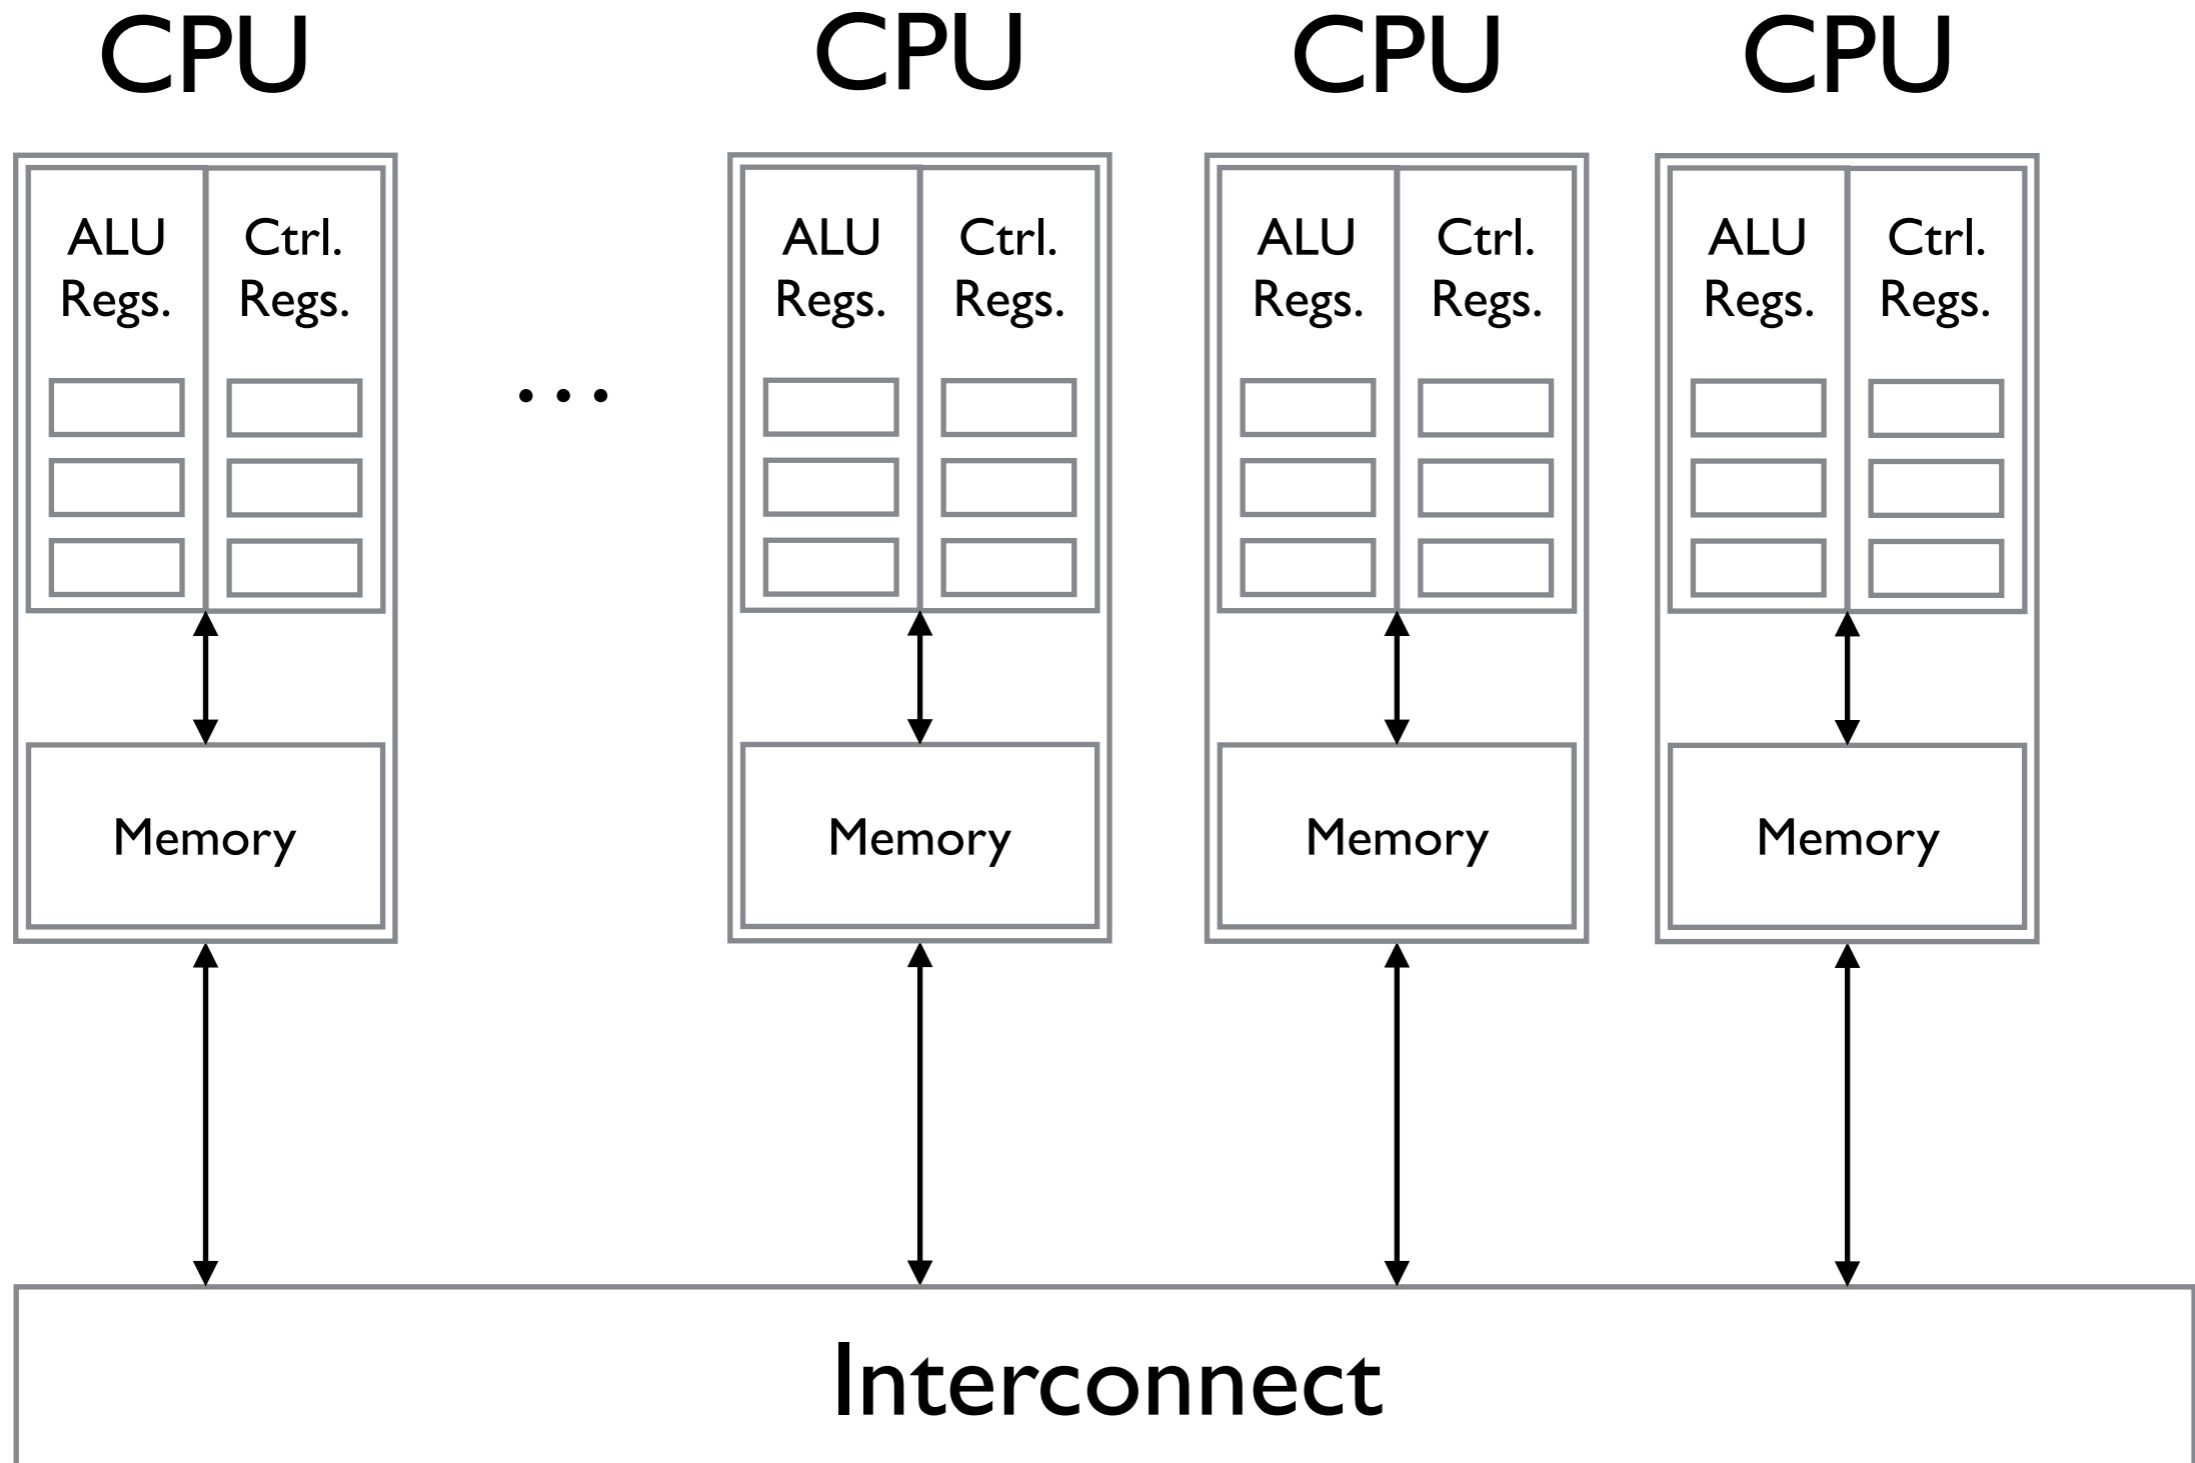 CPU CPU CPU CPU
ALU Ctrl. ALU Ctrl. ALU Ctrl. ALU Ctrl.
Regs. Regs. Regs. Regs. Regs. Regs. Regs. Regs.
...
Memory Memory Memory Memory
Interconnect